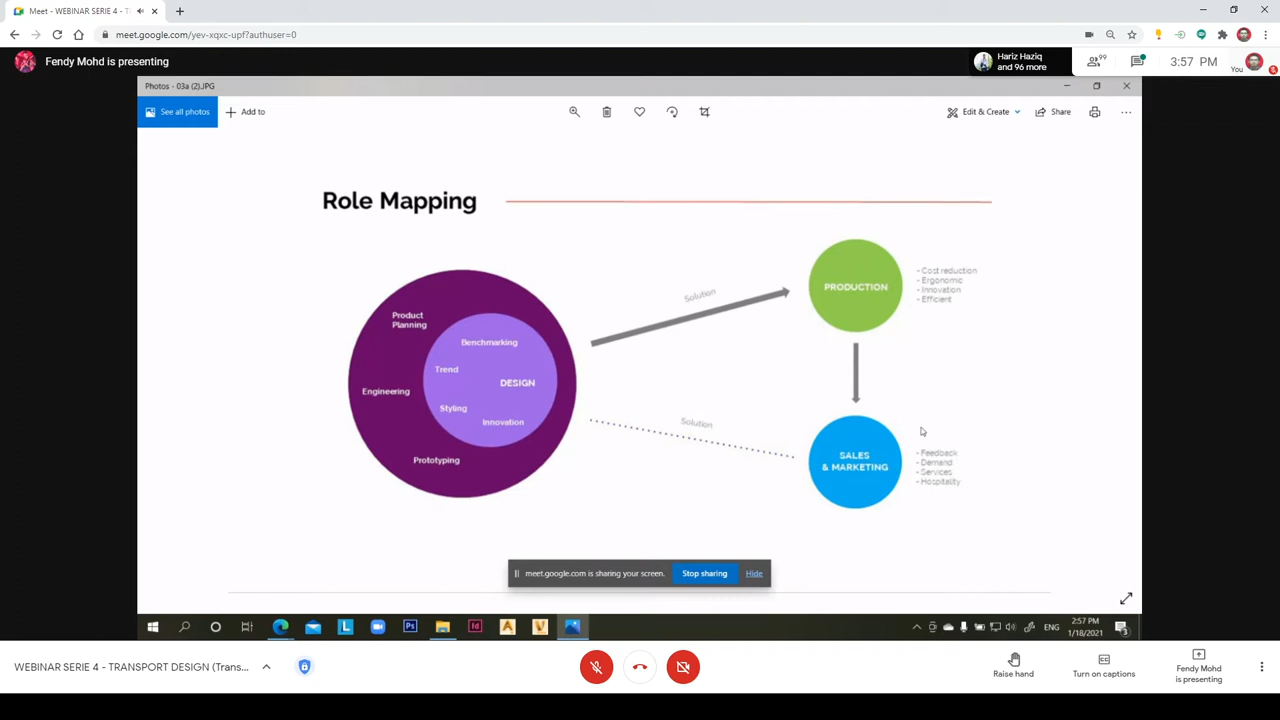 Meet - WEBINAR SERIE 4 - T
meet.google.com/yev-xqxc-upf?authuser=0
Fendy Mohd is presenting
Hariz Haziq
and 96 more
99
3:57 PM
You
Photos - 03a (2).JPG
See all photos
Add to
Edit & Create
Share
Role Mapping
PRODUCTION
- Cost reduction
- Ergonomic
- Innovation
- Efficient
Solution
Product
Planning
Benchmarking
Trend
DESIGN
Engineering
Styling
Innovation
Prototyping
Solution
SALES
& MARKETING
- Feedback
- Demand
- Services
- Hospitality
meet.google.com is sharing your screen.
Stop sharing
Hide
L
Ps
Id
A
V
ENG
2:57 PM
1/18/2021
3
WEBINAR SERIE 4 - TRANSPORT DESIGN (Trans...
Raise hand
Turn on captions
Fendy Mohd
is presenting